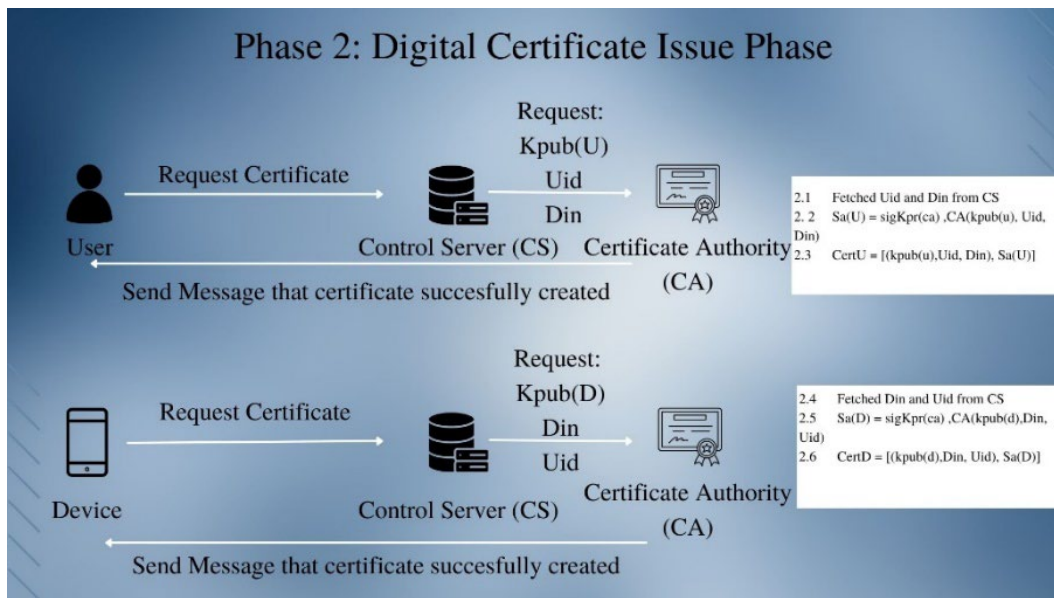 Phase 2: Digital Certificate Issue Phase
Request:
Kpub(U)
Uid
Din
Request Certificate
User
Control Server (CS)
Certificate Authority
(CA)
Send Message that certificate succesfully created
2.1 Fetched Uid and Din from CS
2. 2 Sa(U) = sigKpr(ca) ,CA(kpub(u), Uid,
Din)
2.3 CertU = [(kpub(u),Uid, Din), Sa(U)]
Request:
Kpub(D)
Din
Uid
Request Certificate
Device
Control Server (CS)
Certificate Authority
(CA)
Send Message that certificate succesfully created
2.4 Fetched Din and Uid from CS
2.5 Sa(D) = sigKpr(ca) ,CA(kpub(d),Din,
Uid)
2.6 CertD = [(kpub(d),Din, Uid), Sa(D)]